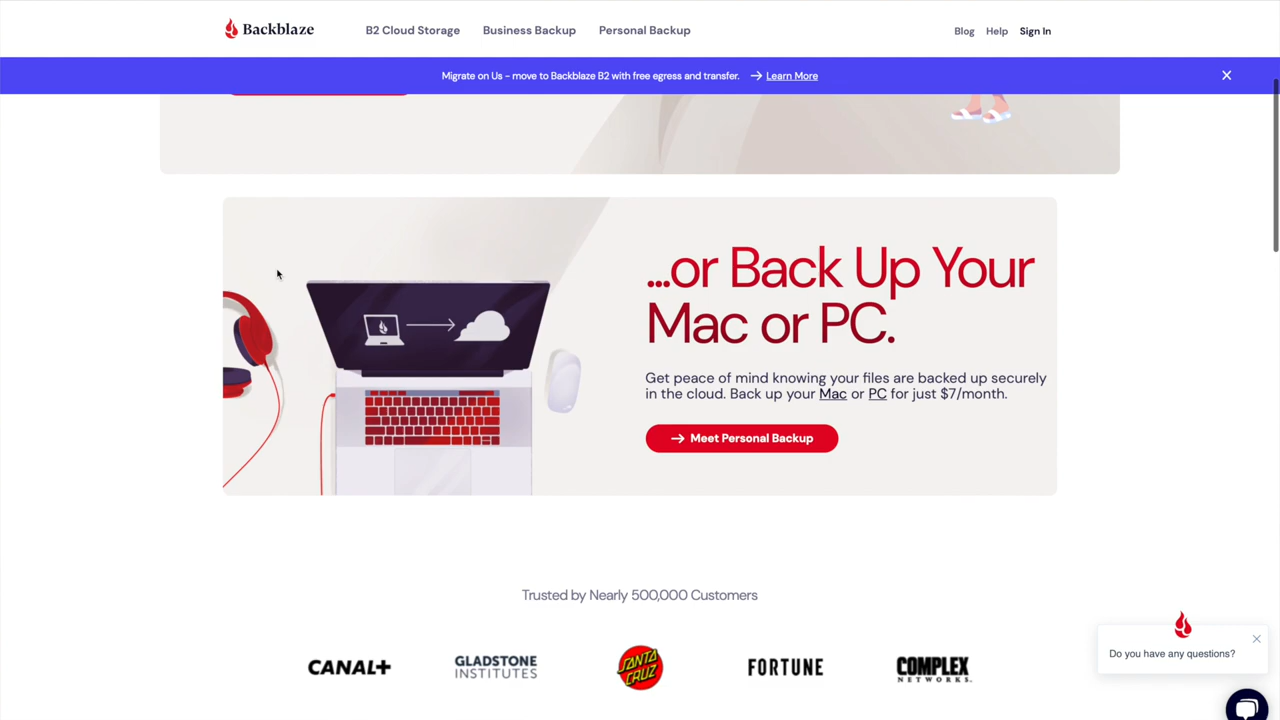 Backblaze
B2 Cloud Storage
Business Backup
Personal Backup
Blog
Help
Sign In
Migrate on Us - move to Backblaze B2 with free egress and transfer.
Learn More
...or Back Up Your
Mac or PC.
Get peace of mind knowing your files are backed up securely
in the cloud. Back up your Mac or PC for just $7/month.
Meet Personal Backup
Trusted by Nearly 500,000 Customers
CANAL+
GLADSTONE
INSTITUTES
SANTA
CRUZ
FORTUNE
COMPLEX
NETWORKS.
Do you have any questions?